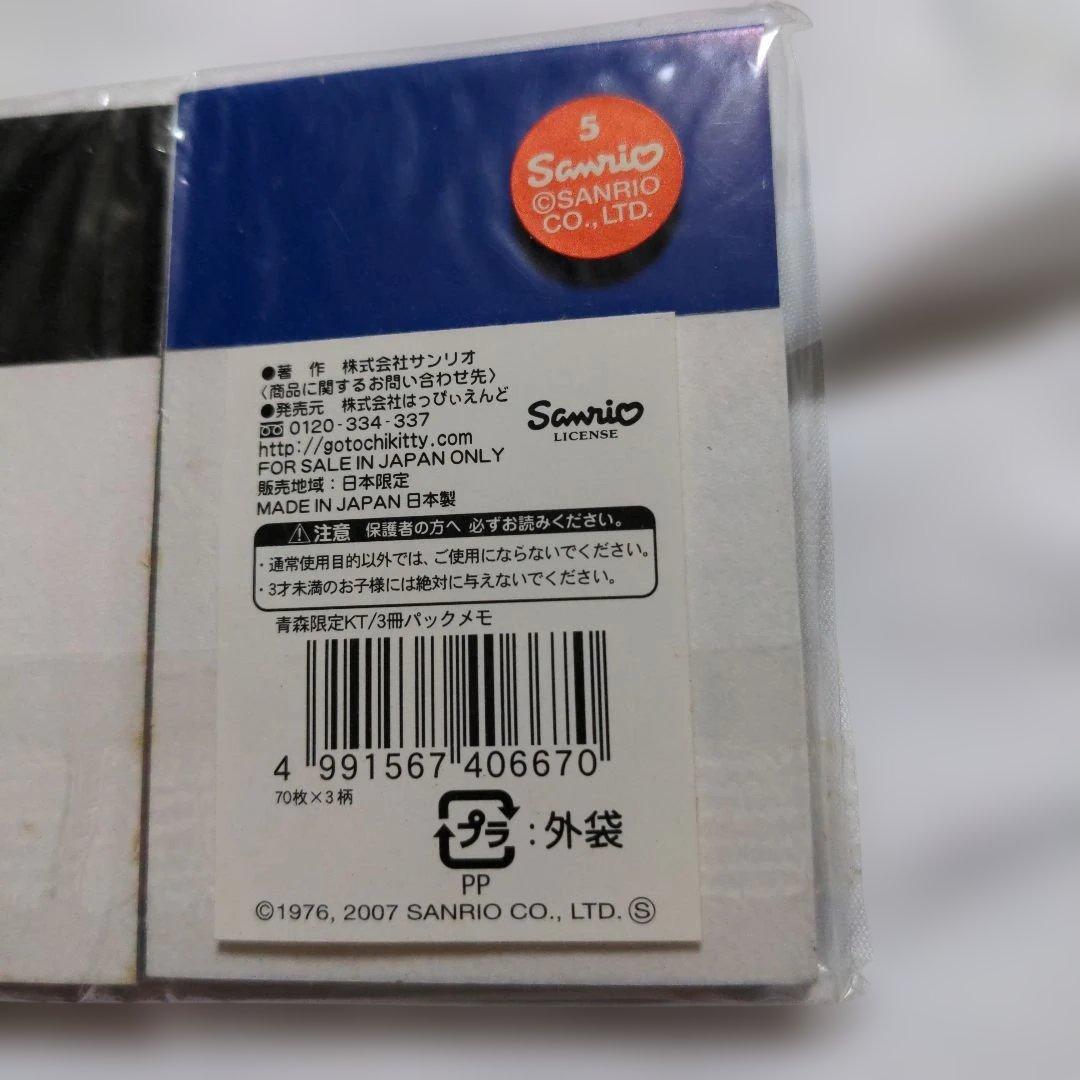 5
Sanrio
©SANRIO
CO.,LTD.
●著 作 株式会社サンリオ
〈商品に関するお問い合わせ先〉
●発売元 株式会社はっぴぃえんど
0120-334-337
http://gotochikitty.com
FOR SALE IN JAPAN ONLY
販売地域：日本限定
MADE IN JAPAN 日本製
Sanrio
LICENSE
⚠注意 保護者の方へ 必ずお読みください。
・通常使用目的以外では、ご使用にならないでください。
・3才未満のお子様には絶対に与えないでください。
青森限定KT/3冊パックメモ
4 991567 406670
70枚×3柄
プラ：外袋
PP
©1976, 2007 SANRIO CO., LTD. Ⓢ